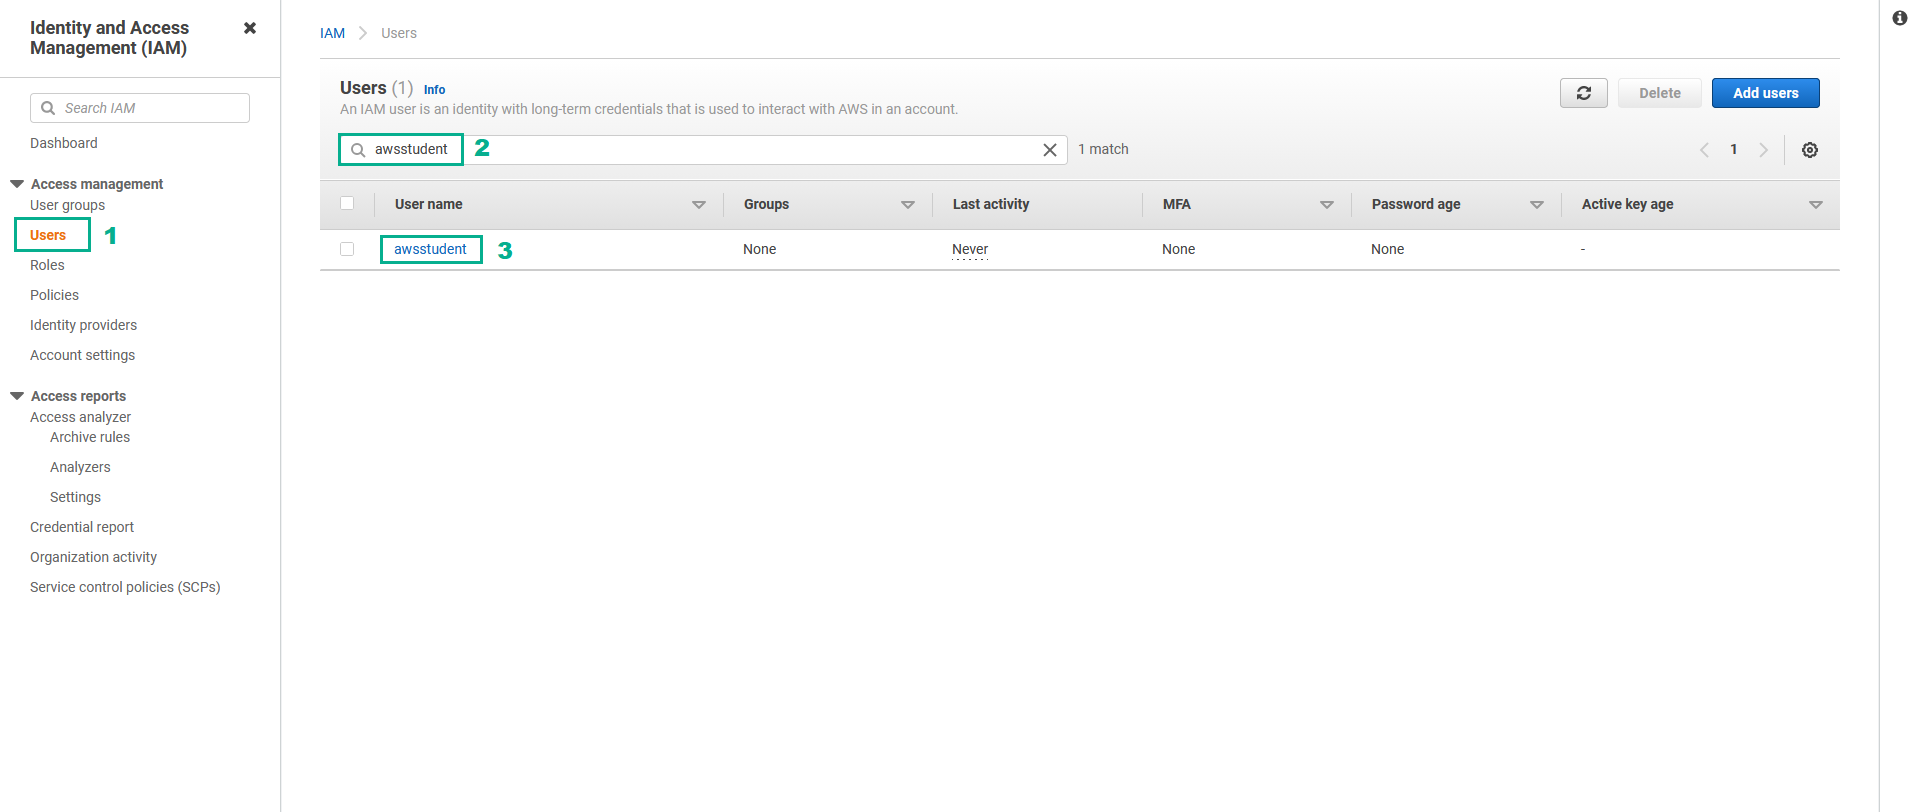 Identity and Access
Management (IAM)
Search IAM
Dashboard
Access management
User groups
Users 1
Roles
Policies
Identity providers
Account settings
Access reports
Access analyzer
Archive rules
Analyzers
Settings
Credential report
Organization activity
Service control policies (SCPs)
IAM Users
Users (1) Info
An IAM user is an identity with long-term credentials that is used to interact with AWS in an account.
Delete
Add users
awsstudent 2
1 match
1
User name Groups Last activity MFA Password age Active key age
awsstudent 3 None Never None None -